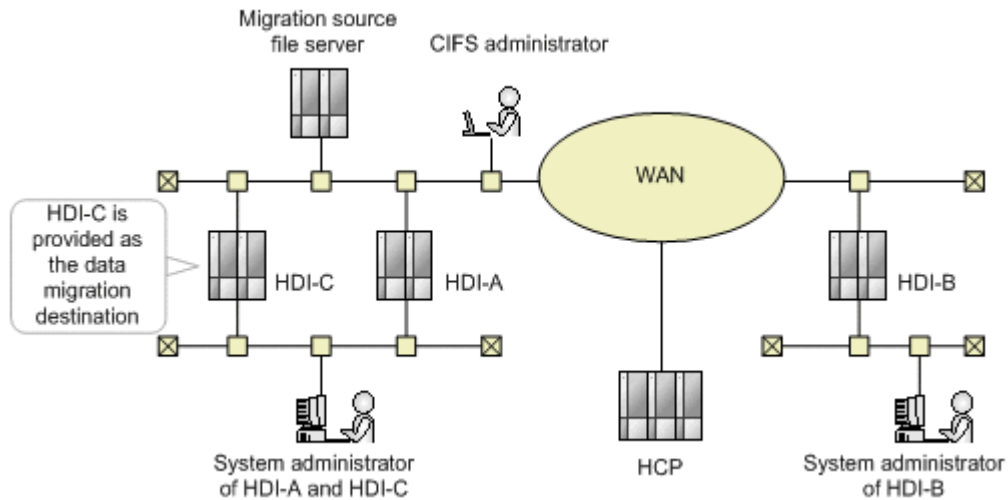 Migration source
file server
CIFS administrator
WAN
HDI-C is
provided as
the data
migration
destination
HDI-C
HDI-A
HDI-B
System administrator
of HDI-A and HDI-C
HCP
System administrator
of HDI-B